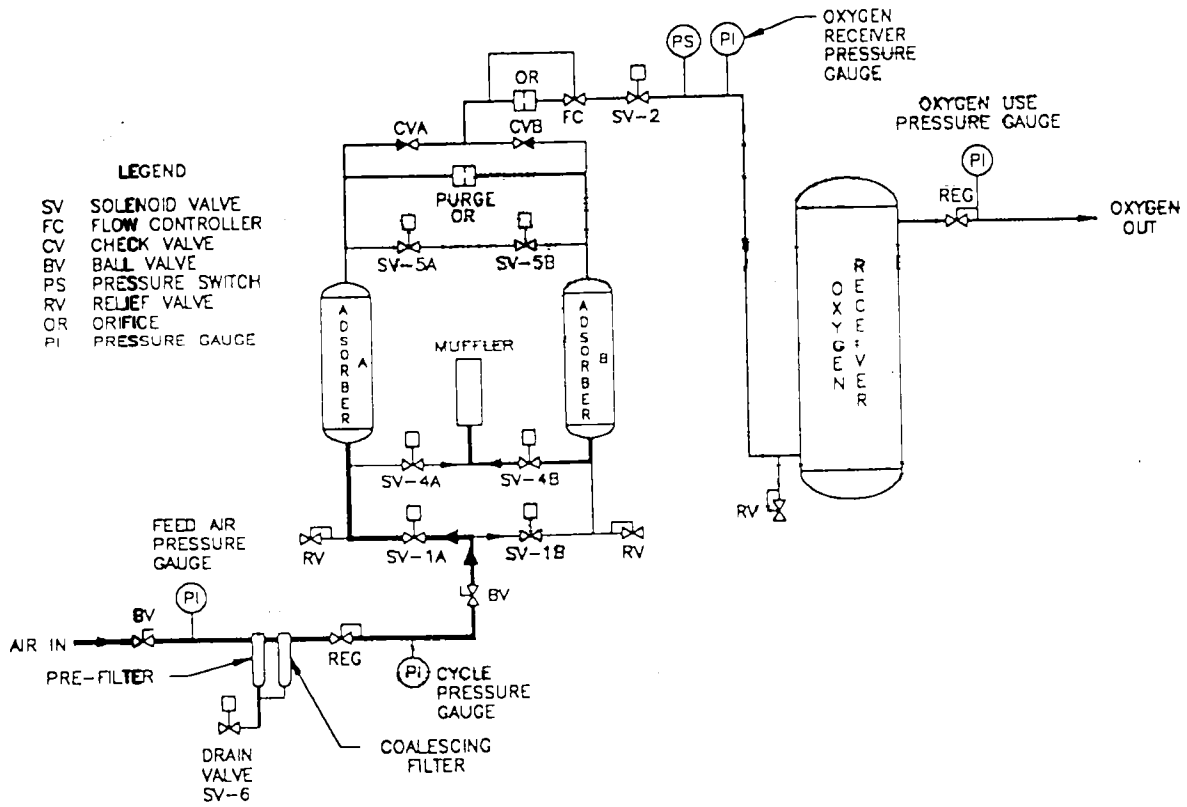 OXYGEN
RECEIVER
PRESSURE
GAUGE
PS
PI
OR
FC
SV-2
OXYGEN USE
PRESSURE GAUGE
PI
REG
OXYGEN
OUT
CVA
CVB
PURGE
OR
SV-5A
SV-5B
LEGEND
SV SOLENOID VALVE
FC FLOW CONTROLLER
CV CHECK VALVE
BV BALL VALVE
PS PRESSURE SWITCH
RV RELIEF VALVE
OR ORIFICE
PI PRESSURE GAUGE
ADSORBER
A
MUFFLER
ADSORBER
B
OXYGEN
RECEIVER
SV-4A
SV-4B
RV
SV-1A
SV-1B
RV
RV
FEED AIR
PRESSURE
GAUGE
PI
BV
BV
AIR IN
PRE-FILTER
REG
Pi
CYCLE
PRESSURE
GAUGE
DRAIN
VALVE
SV-6
COALESCING
FILTER